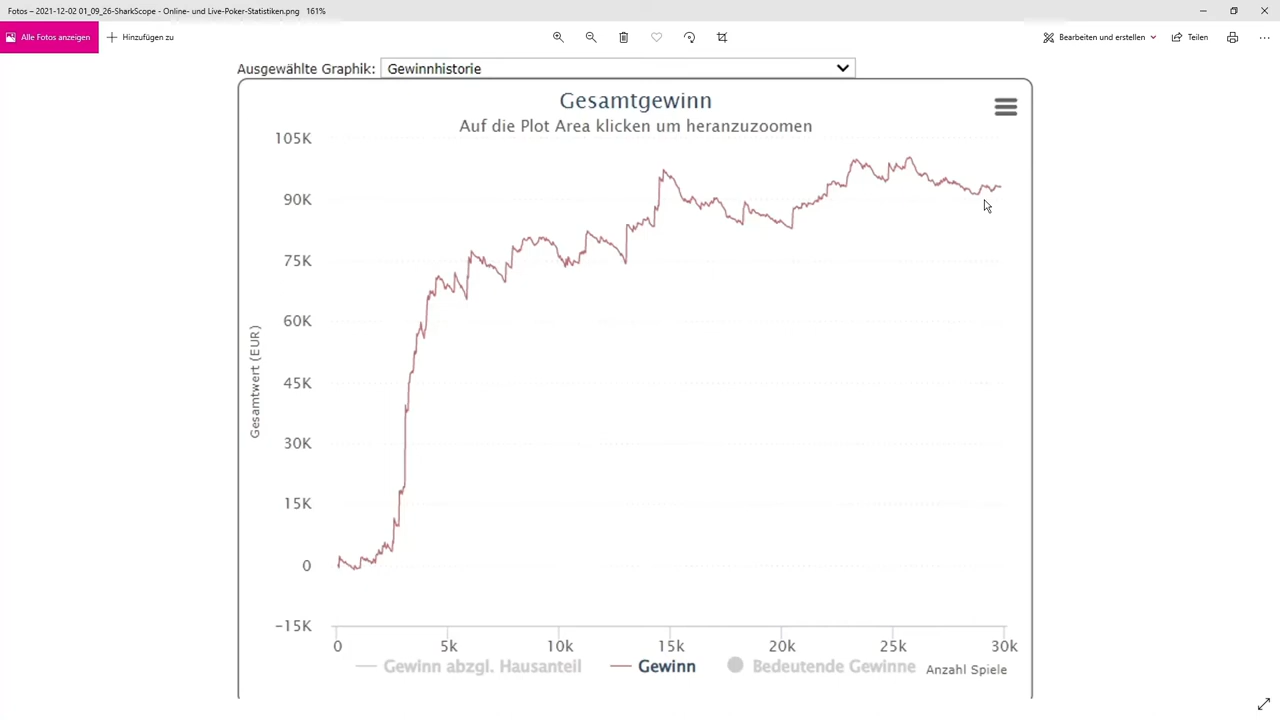 Fotos – 2021-12-02 01_09_26-SharkScope - Online- und Live-Poker-Statistiken.png 161%
Alle Fotos anzeigen
Hinzufügen zu
Bearbeiten und erstellen
Teilen
Ausgewählte Graphik: Gewinnhistorie
Gesamtgewinn
Auf die Plot Area klicken um heranzuzoomen
105K
90K
75K
60K
45K
30K
15K
0
-15K
Gesamtwert (EUR)
0 5k 10k 15k 20k 25k 30k
Gewinn abzgl. Hausanteil Gewinn Bedeutende Gewinne Anzahl Spiele